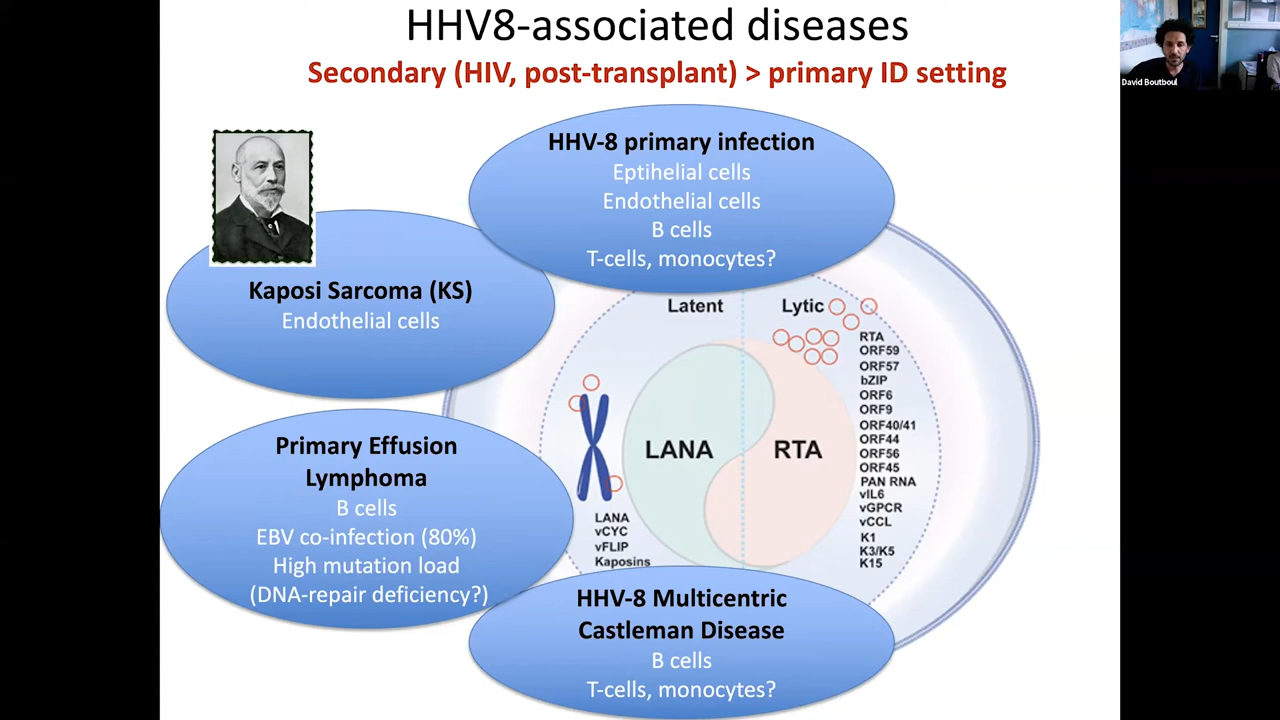 HHV8-associated diseases
Secondary (HIV, post-transplant) > primary ID setting
David Boutboul
HHV-8 primary infection
Eptihelial cells
Endothelial cells
B cells
T-cells, monocytes?
Kaposi Sarcoma (KS)
Endothelial cells
Primary Effusion
Lymphoma
B cells
EBV co-infection (80%)
High mutation load
(DNA-repair deficiency?)
Latent
Lytic
LANA
RTA
LANA
vCYC
vFLIP
Kaposins
RTA
ORF59
ORF57
bZIP
ORF6
ORF9
ORF40/41
ORF44
ORF56
ORF45
PAN RNA
vIL6
vGPCR
vCCL
K1
K3/K5
K15
HHV-8 Multicentric
Castleman Disease
B cells
T-cells, monocytes?